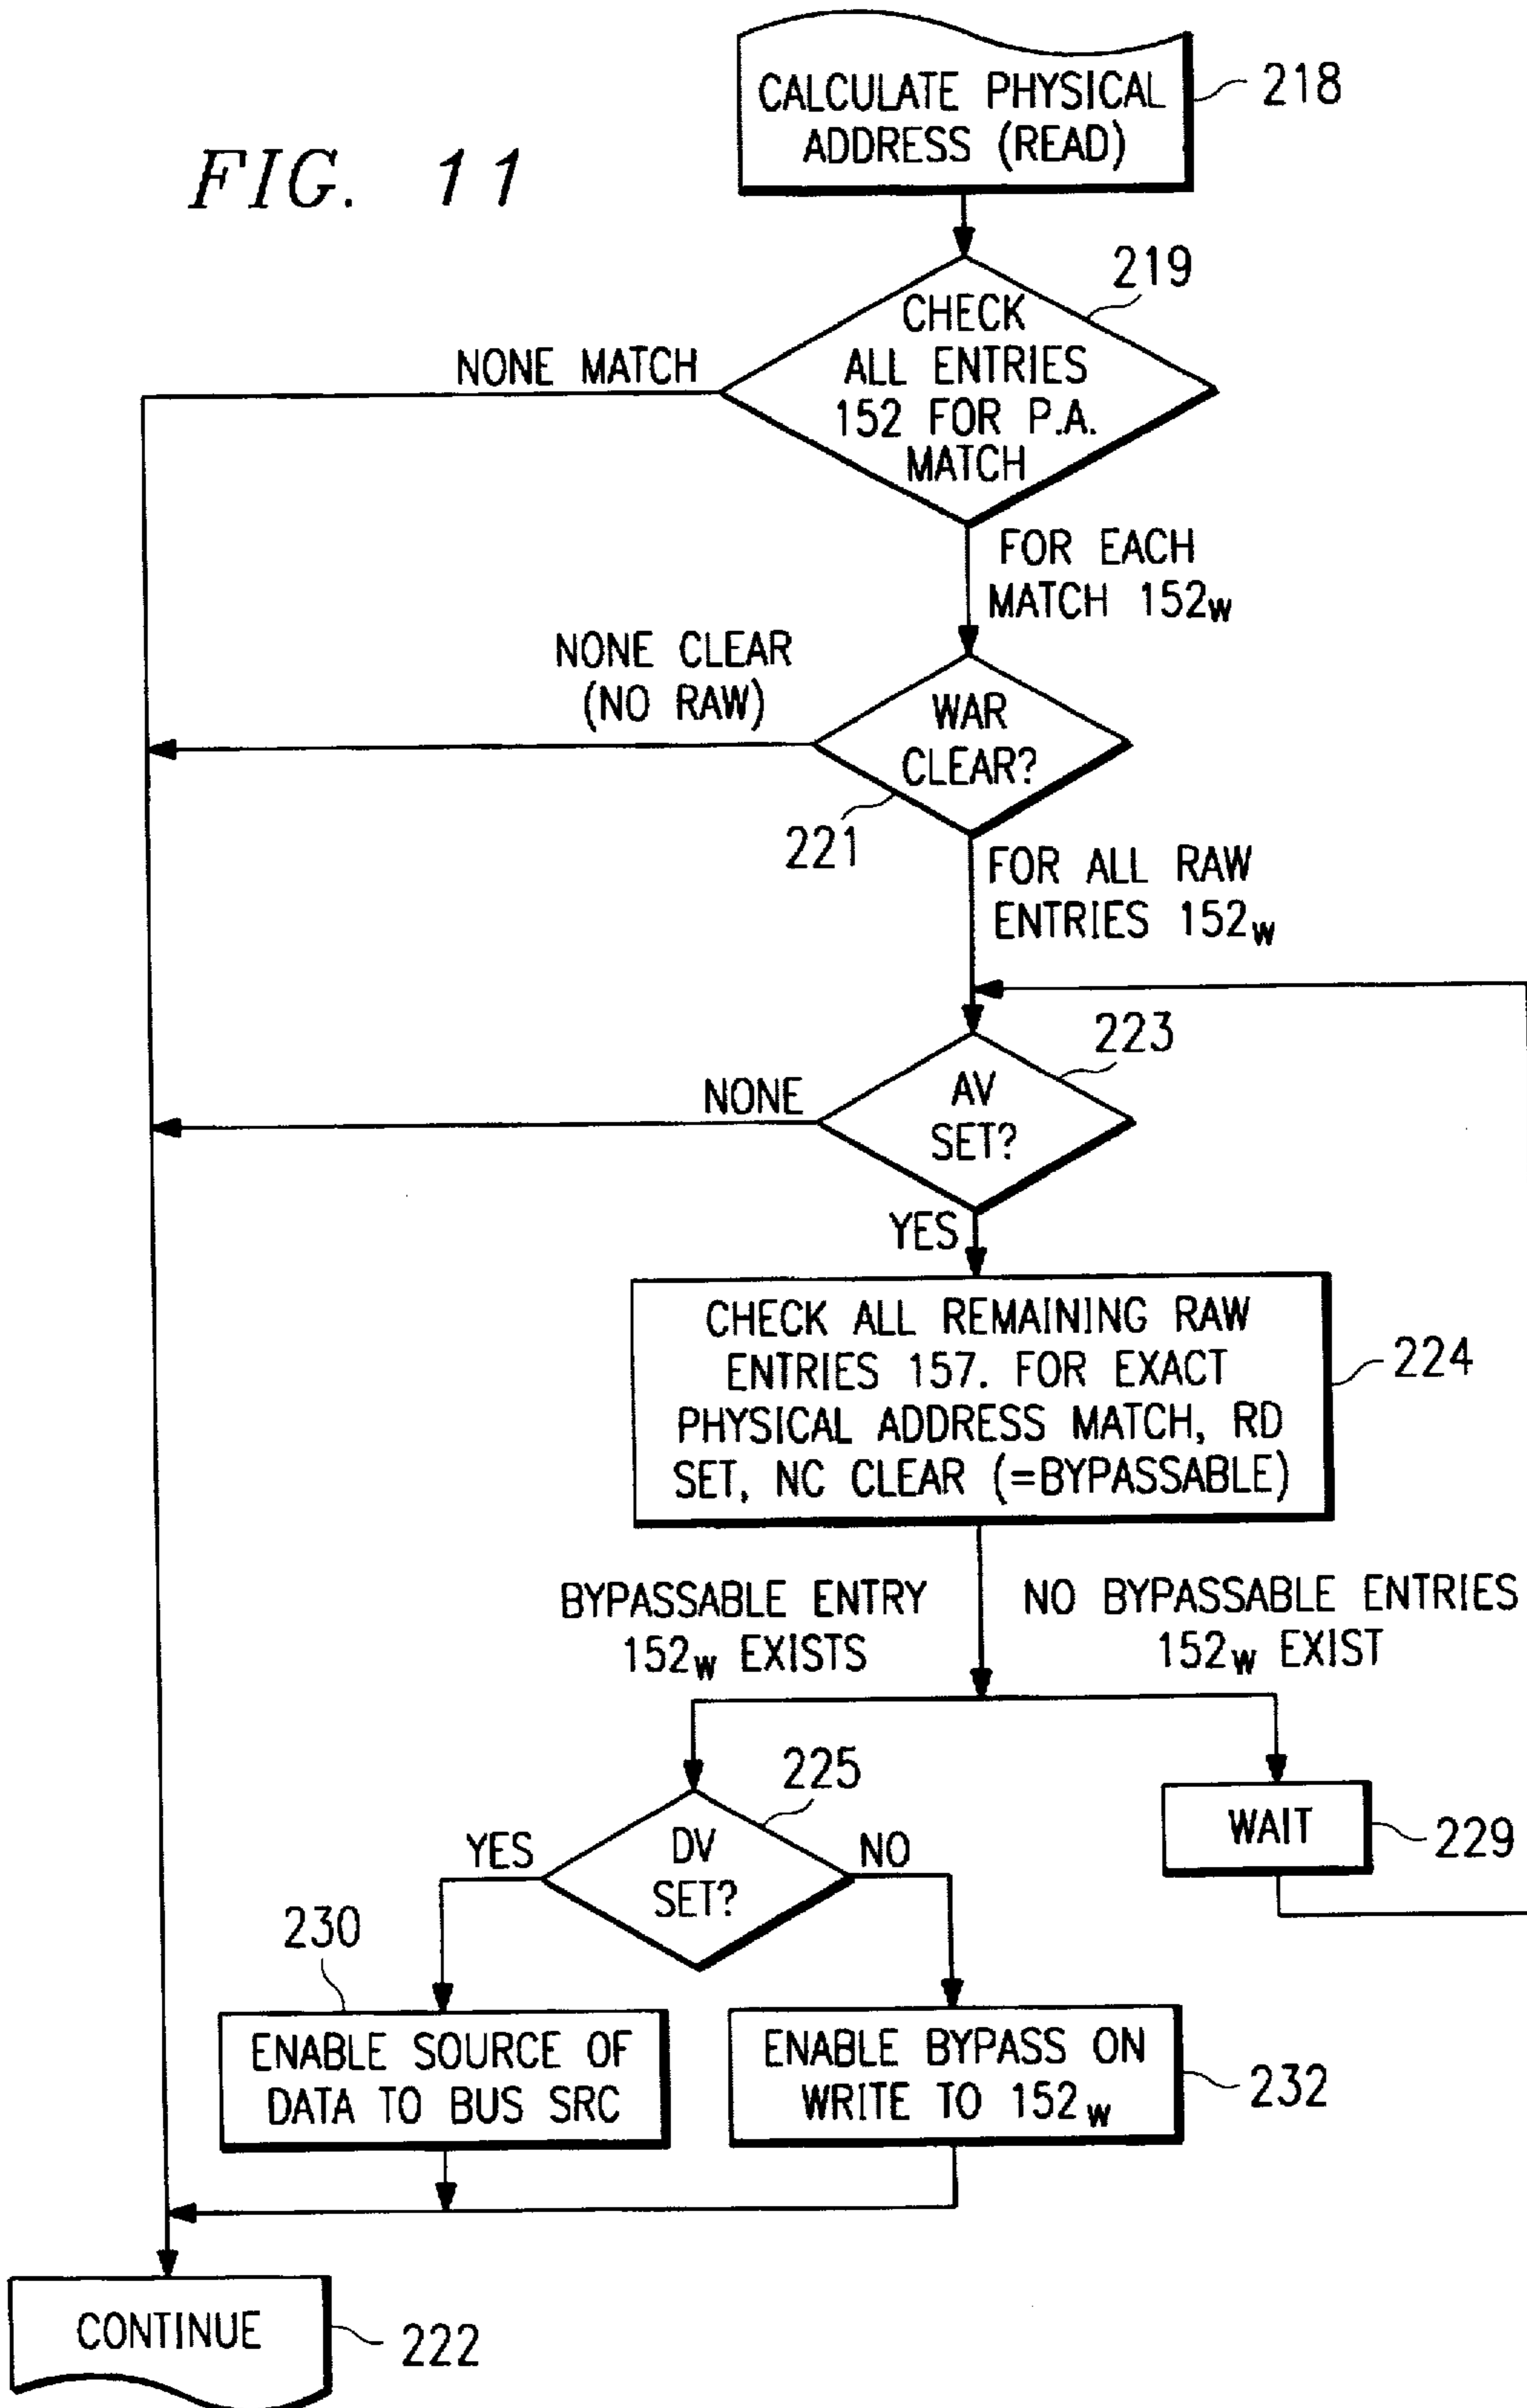 FIG. 11
CALCULATE PHYSICAL
ADDRESS (READ)
218
219
CHECK
ALL ENTRIES
152 FOR P.A.
MATCH
NONE MATCH
FOR EACH
MATCH 152w
NONE CLEAR
(NO RAW)
WAR
CLEAR?
221
FOR ALL RAW
ENTRIES 152w
223
AV
SET?
NONE
YES
CHECK ALL REMAINING RAW
ENTRIES 157. FOR EXACT
PHYSICAL ADDRESS MATCH, RD
SET, NC CLEAR (=BYPASSABLE)
224
BYPASSABLE ENTRY
152w EXISTS
NO BYPASSABLE ENTRIES
152w EXIST
225
DV
SET?
YES
NO
WAIT
229
230
ENABLE SOURCE OF
DATA TO BUS SRC
ENABLE BYPASS ON
WRITE TO 152w
232
CONTINUE
222